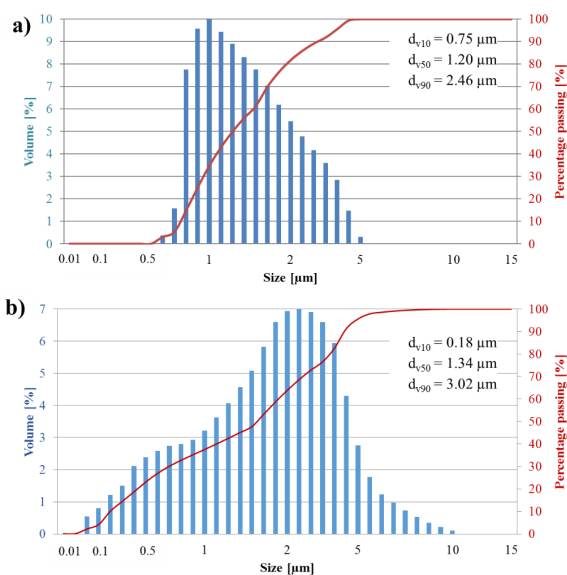 a)
10
9
8
7
6
5
4
3
2
1
0
Volume [%]
100
90
80
70
60
50
40
30
20
10
0
Percentage passing [%]
dv10 = 0.75 µm
dv50 = 1.20 µm
dv90 = 2.46 µm
0.01 0.1 0.5 1 2 5 10 15
Size [µm]
b)
7
6
5
4
3
2
1
0
Volume [%]
100
90
80
70
60
50
40
30
20
10
0
Percentage passing [%]
dv10 = 0.18 µm
dv50 = 1.34 µm
dv90 = 3.02 µm
0.01 0.1 0.5 1 2 5 10 15
Size [µm]